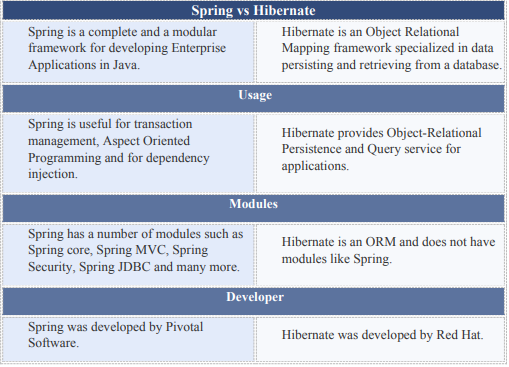 Spring vs Hibernate
Spring is a complete and a modular
framework for developing Enterprise
Applications in Java.
Hibernate is an Object Relational
Mapping framework specialized in data
persisting and retrieving from a database.
Usage
Spring is useful for transaction
management, Aspect Oriented
Programming and for dependency
injection.
Hibernate provides Object-Relational
Persistence and Query service for
applications.
Modules
Spring has a number of modules such as
Spring core, Spring MVC, Spring
Security, Spring JDBC and many more.
Hibernate is an ORM and does not have
modules like Spring.
Developer
Spring was developed by Pivotal
Software.
Hibernate was developed by Red Hat.